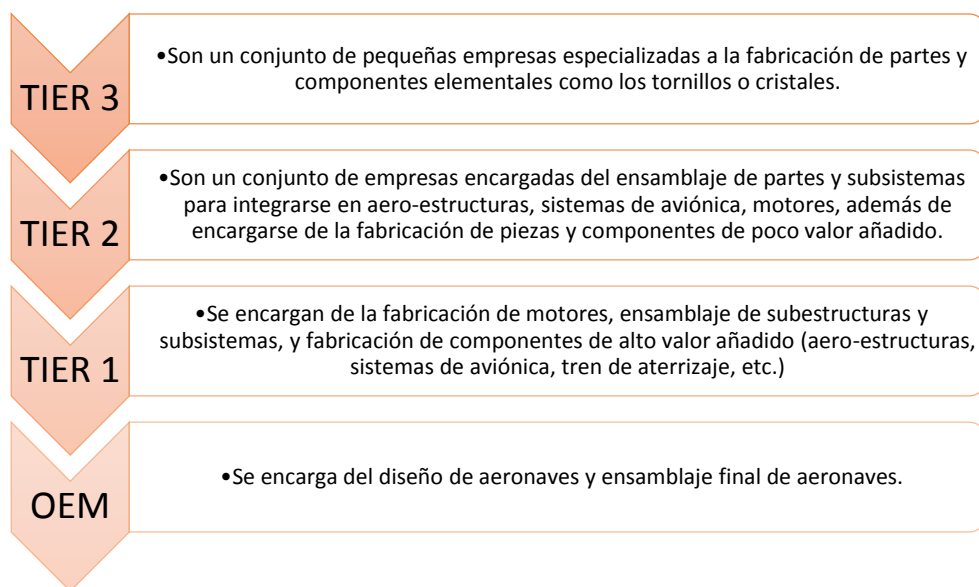 TIER 3
•Son un conjunto de pequeñas empresas especializadas a la fabricación de partes y
componentes elementales como los tornillos o cristales.
TIER 2
•Son un conjunto de empresas encargadas del ensamblaje de partes y subsistemas
para integrarse en aero-estructuras, sistemas de aviónica, motores, además de
encargarse de la fabricación de piezas y componentes de poco valor añadido.
TIER 1
•Se encargan de la fabricación de motores, ensamblaje de subestructuras y
subsistemas, y fabricación de componentes de alto valor añadido (aero-estructuras,
sistemas de aviónica, tren de aterrizaje, etc.)
OEM
•Se encarga del diseño de aeronaves y ensamblaje final de aeronaves.